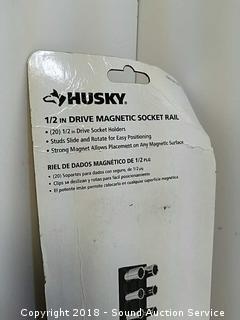 HUSKY
1/2 IN DRIVE MAGNETIC SOCKET RAIL
• (20) 1/2 in Drive Socket Holders
• Studs Slide and Rotate for Easy Positioning
• Strong Magnet Allows Placement on Any Magnetic Surface
RIEL DE DADOS MAGNÉTICO DE 1/2 PLG
• (20) Soportes para dados con seguro, de 1/2 plg
• Clips se deslizan y rotan para fácil posicionamiento
• El potente imán permite colocarlo en cualquier superficie magnética
Copyright 2018 - Sound Auction Service